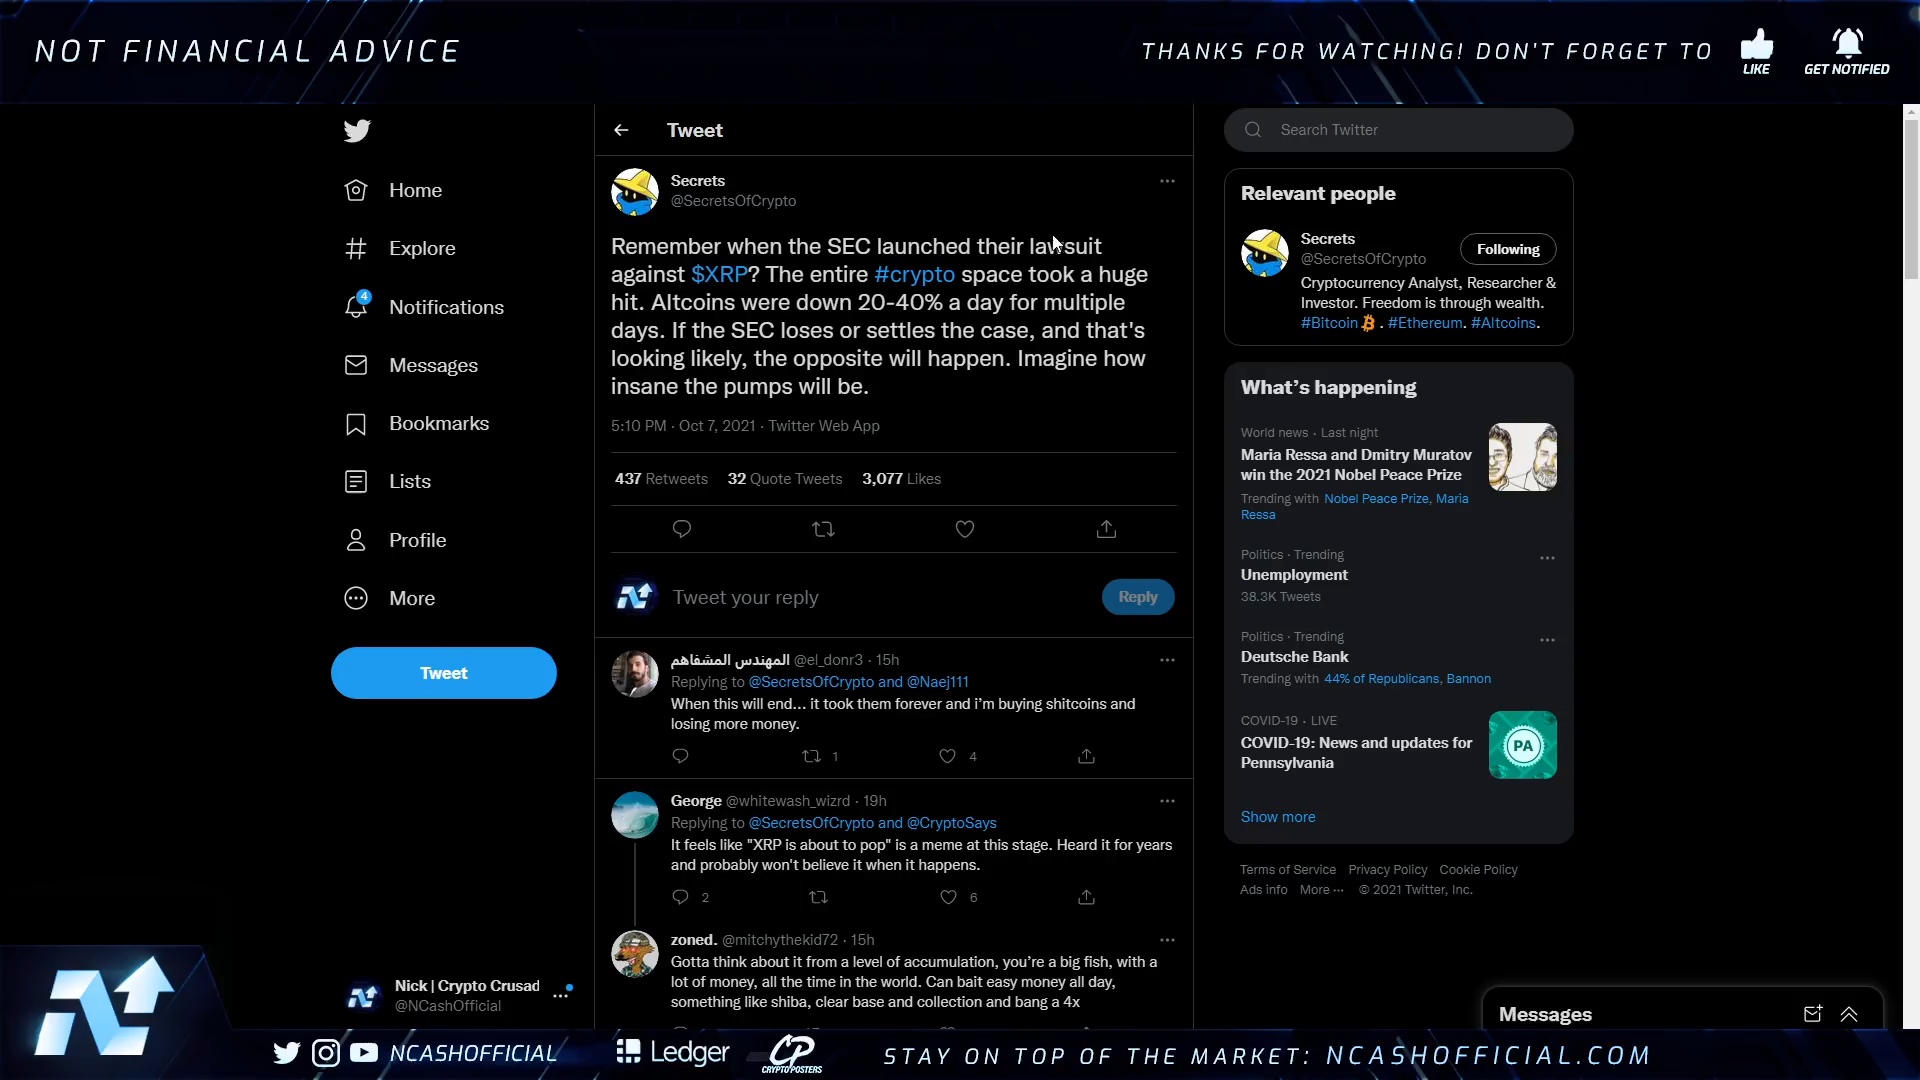 NOT FINANCIAL ADVICE
THANKS FOR WATCHING! DON'T FORGET TO
LIKE
GET NOTIFIED
Home
Explore
4
Notifications
Messages
Bookmarks
Lists
Profile
More
Tweet
Nick | Crypto Crusad
@NCashOfficial
Tweet
Secrets
@SecretsOfCrypto
Remember when the SEC launched their lawsuit
against $XRP? The entire #crypto space took a huge
hit. Altcoins were down 20-40% a day for multiple
days. If the SEC loses or settles the case, and that's
looking likely, the opposite will happen. Imagine how
insane the pumps will be.
5:10 PM · Oct 7, 2021 · Twitter Web App
437 Retweets 32 Quote Tweets 3,077 Likes
Tweet your reply
Reply
المهندس المشفاهم @el_donr3 · 15h
Replying to @SecretsOfCrypto and @Naej111
When this will end... it took them forever and i'm buying shitcoins and
losing more money.
1 4
George @whitewash_wizrd · 19h
Replying to @SecretsOfCrypto and @CryptoSays
It feels like "XRP is about to pop" is a meme at this stage. Heard it for years
and probably won't believe it when it happens.
2 6
zoned. @mitchythekid72 · 15h
Gotta think about it from a level of accumulation, you're a big fish, with a
lot of money, all the time in the world. Can bait easy money all day,
something like shiba, clear base and collection and bang a 4x
Search Twitter
Relevant people
Secrets
@SecretsOfCrypto
Following
Cryptocurrency Analyst, Researcher &
Investor. Freedom is through wealth.
#Bitcoin . #Ethereum. #Altcoins.
What's happening
World news · Last night
Maria Ressa and Dmitry Muratov
win the 2021 Nobel Peace Prize
Trending with Nobel Peace Prize, Maria
Ressa
Politics · Trending
Unemployment
38.3K Tweets
Politics · Trending
Deutsche Bank
Trending with 44% of Republicans, Bannon
COVID-19 · LIVE
COVID-19: News and updates for
Pennsylvania
PA
Show more
Terms of Service Privacy Policy Cookie Policy
Ads info More ··· © 2021 Twitter, Inc.
Messages
NCASHOFFICIAL
Ledger
CP
CRYPTOPOSTERS
STAY ON TOP OF THE MARKET: NCASHOFFICIAL.COM